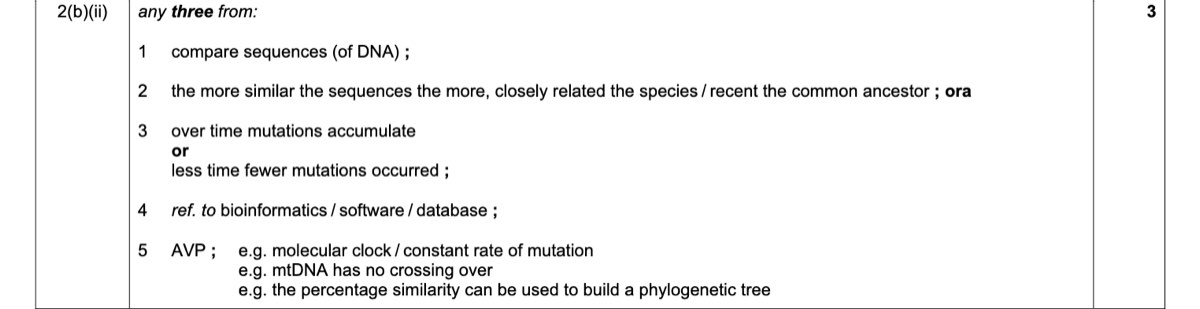 2(b)(ii) any three from: 3
1 compare sequences (of DNA) ;
2 the more similar the sequences the more, closely related the species / recent the common ancestor ; ora
3 over time mutations accumulate
or
less time fewer mutations occurred ;
4 ref. to bioinformatics / software / database ;
5 AVP ; e.g. molecular clock / constant rate of mutation
e.g. mtDNA has no crossing over
e.g. the percentage similarity can be used to build a phylogenetic tree